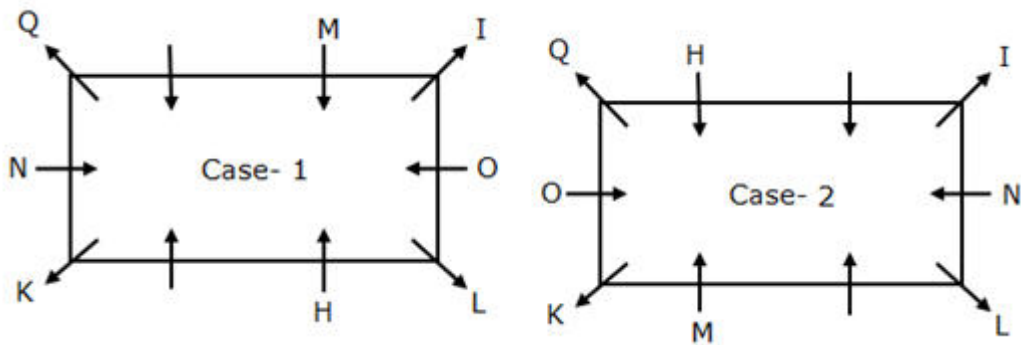 Q M I
N Case- 1 O
K H L
Q H I
O Case- 2 N
K M L